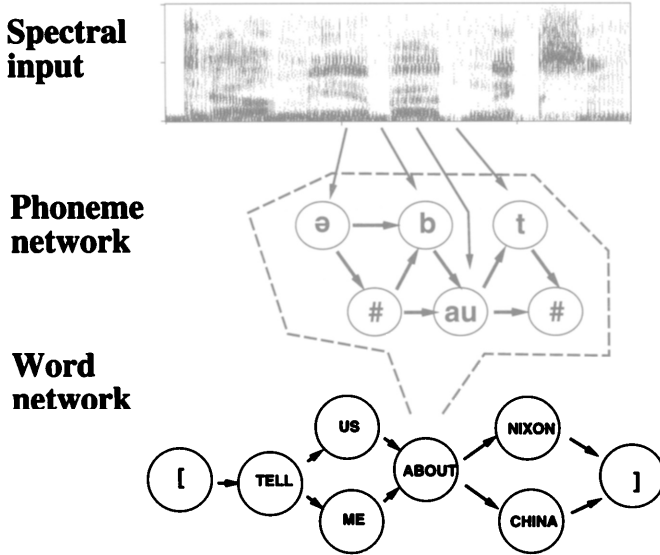 Spectral
input
Phoneme
network
ə b t
# au #
Word
network
US NIXON
[ TELL ABOUT ]
ME CHINA